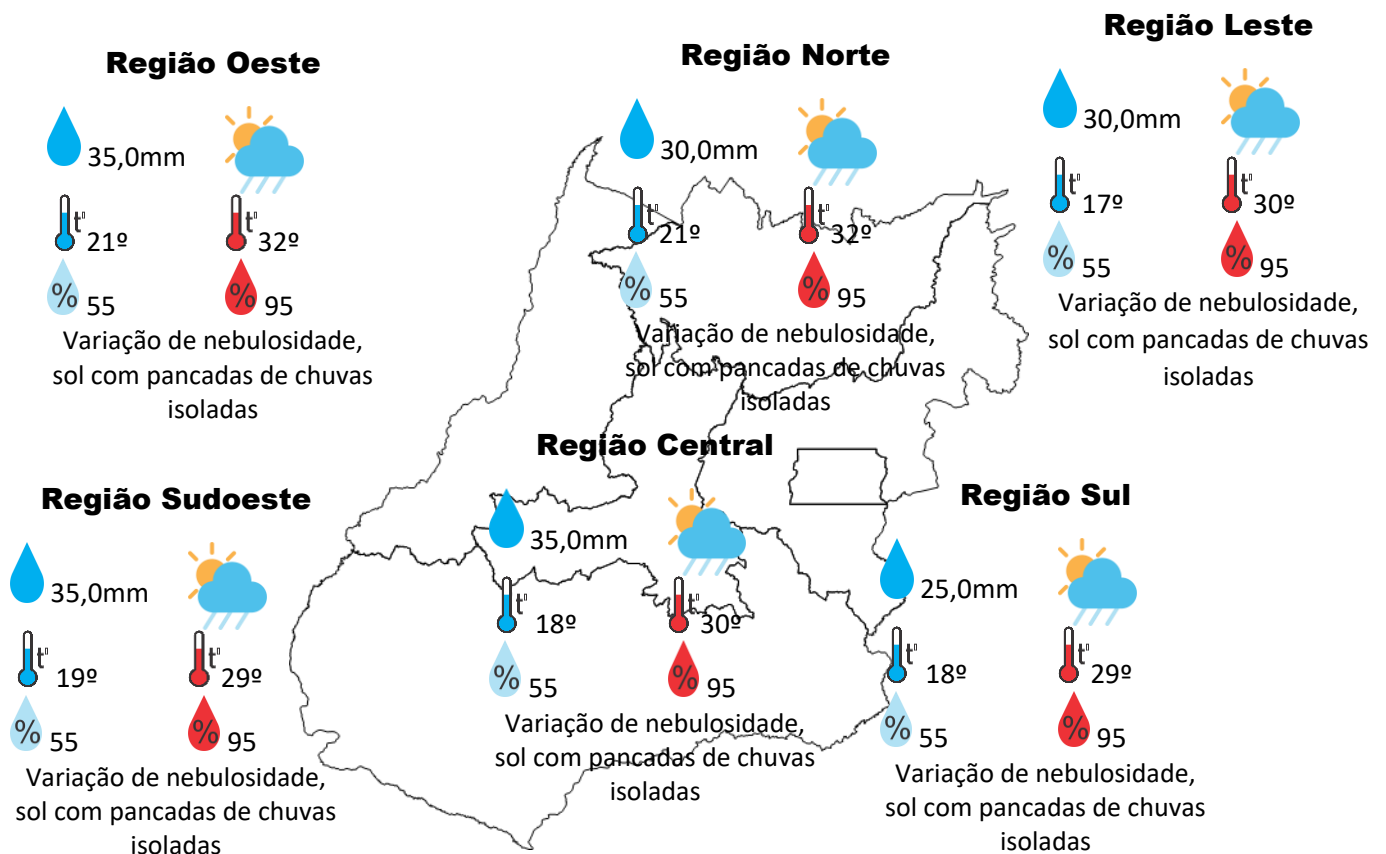 Região Oeste
35,0mm
t°
21º
t°
32º
% 55
% 95
Variação de nebulosidade,
sol com pancadas de chuvas
isoladas
Região Norte
30,0mm
t°
21º
t°
32º
% 55
% 95
Variação de nebulosidade,
sol com pancadas de chuvas
isoladas
Região Leste
30,0mm
t°
17º
t°
30º
% 55
% 95
Variação de nebulosidade,
sol com pancadas de chuvas
isoladas
Região Sudoeste
35,0mm
t°
19º
t°
29º
% 55
% 95
Variação de nebulosidade,
sol com pancadas de chuvas
isoladas
Região Central
35,0mm
t°
18º
t°
30º
% 55
% 95
Variação de nebulosidade,
sol com pancadas de chuvas
isoladas
Região Sul
25,0mm
t°
18º
t°
29º
% 55
% 95
Variação de nebulosidade,
sol com pancadas de chuvas
isoladas